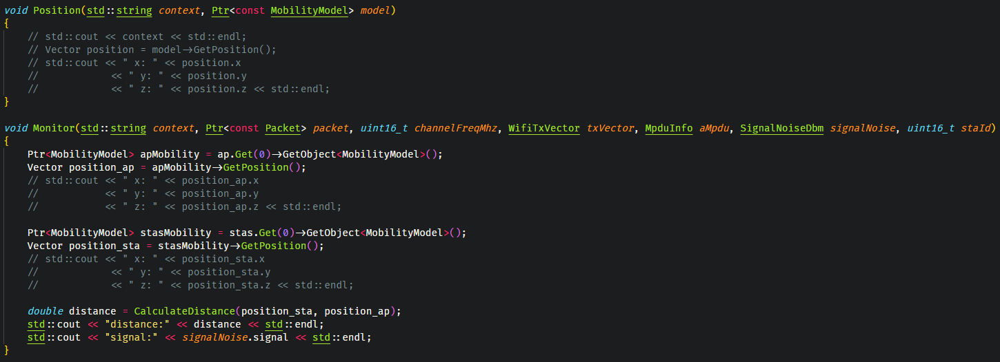 void Position(std::string context, Ptr<const MobilityModel> model)
{
    // std::cout << context << std::endl;
    // Vector position = model->GetPosition();
    // std::cout << " x: " << position.x
    //           << " y: " << position.y
    //           << " z: " << position.z << std::endl;
}

void Monitor(std::string context, Ptr<const Packet> packet, uint16_t channelFreqMhz, WifiTxVector txVector, MpduInfo aMpdu, SignalNoiseDbm signalNoise, uint16_t staId)
{
    Ptr<MobilityModel> apMobility = ap.Get(0)->GetObject<MobilityModel>();
    Vector position_ap = apMobility->GetPosition();
    // std::cout << " x: " << position_ap.x
    //           << " y: " << position_ap.y
    //           << " z: " << position_ap.z << std::endl;

    Ptr<MobilityModel> stasMobility = stas.Get(0)->GetObject<MobilityModel>();
    Vector position_sta = stasMobility->GetPosition();
    // std::cout << " x: " << position_sta.x
    //           << " y: " << position_sta.y
    //           << " z: " << position_sta.z << std::endl;

    double distance = CalculateDistance(position_sta, position_ap);
    std::cout << "distance:" << distance << std::endl;
    std::cout << "signal:" << signalNoise.signal << std::endl;
}